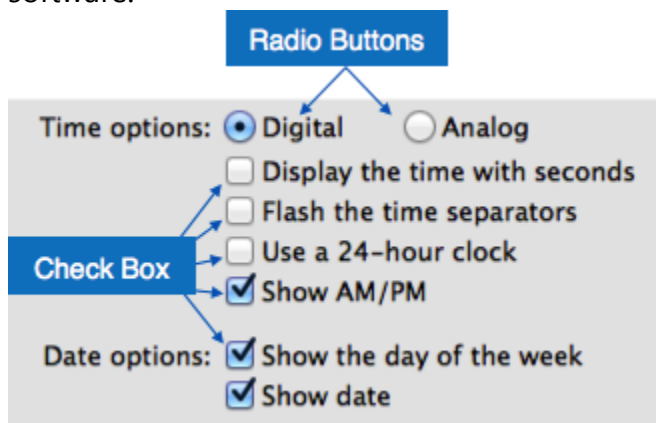 software.
Radio Buttons
Time options: Digital Analog
Display the time with seconds
Flash the time separators
Use a 24-hour clock
Check Box
Show AM/PM
Date options: Show the day of the week
Show date